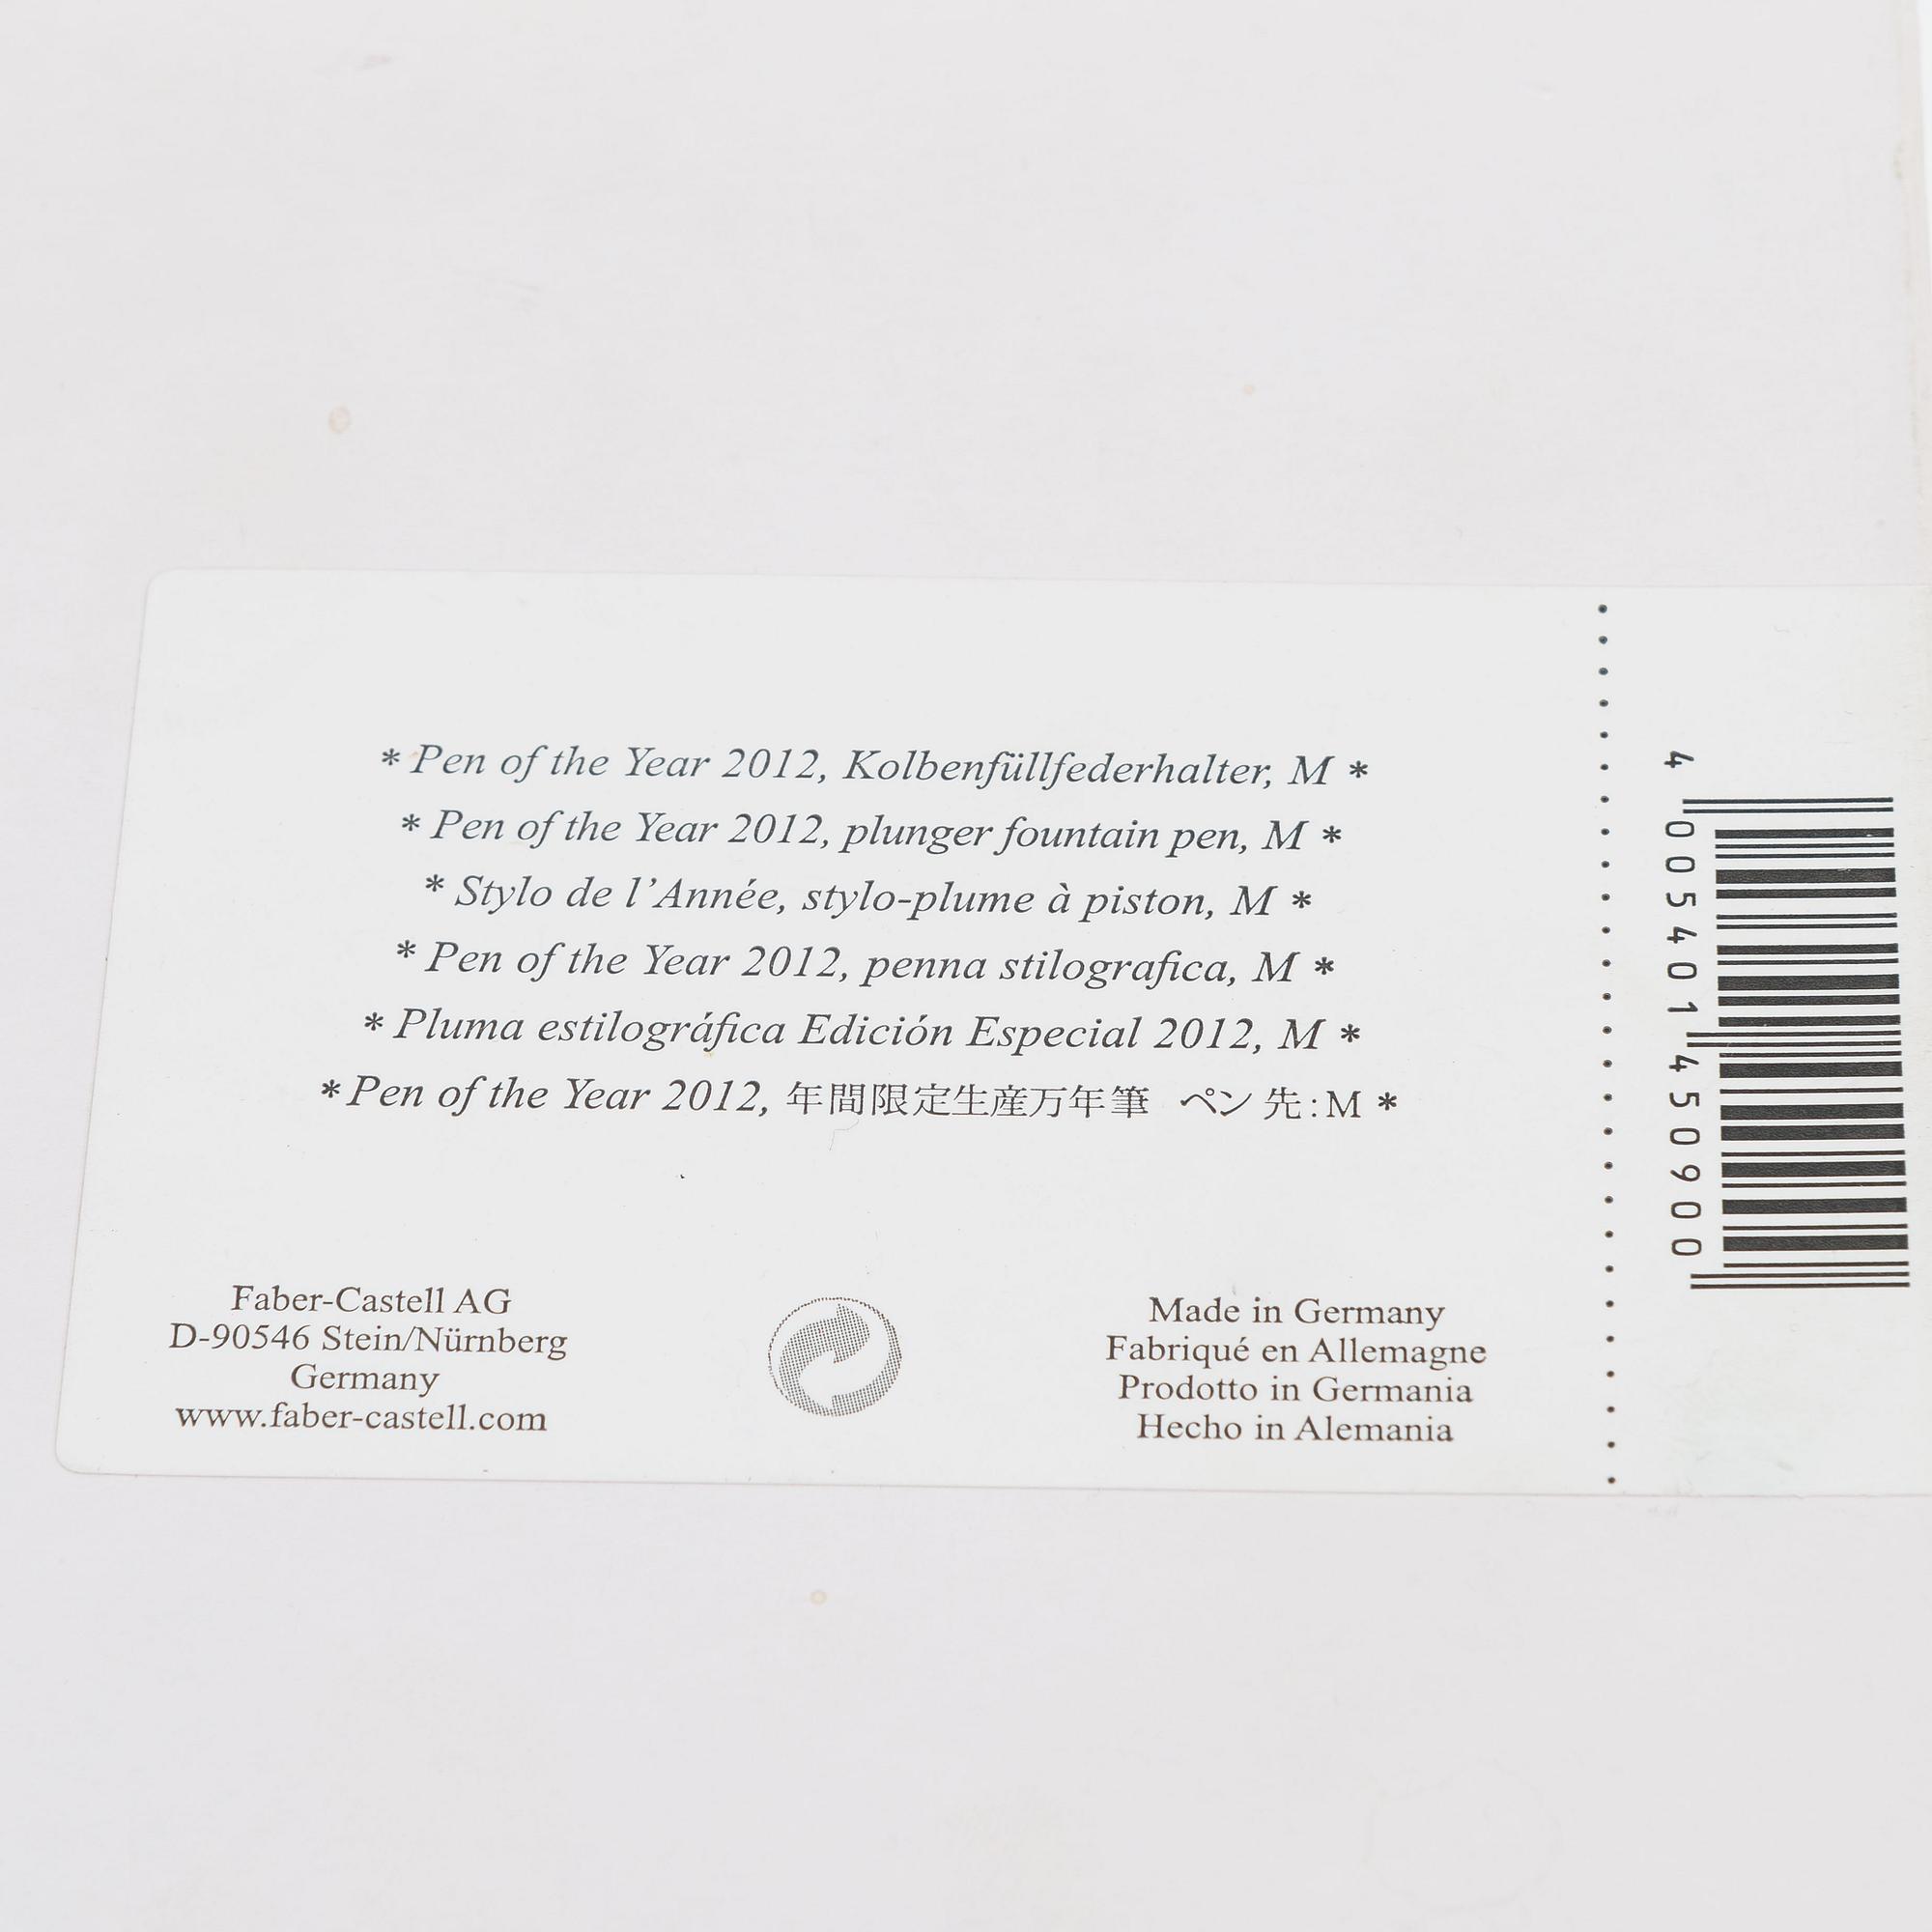 * Pen of the Year 2012, Kolbenfüllfederhalter, M *
* Pen of the Year 2012, plunger fountain pen, M *
* Stylo de l'Année, stylo-plume à piston, M *
* Pen of the Year 2012, penna stilografica, M *
* Pluma estilográfica Edición Especial 2012, M *
* Pen of the Year 2012, 年間限定生産万年筆 ペン先:M *
Faber-Castell AG
D-90546 Stein/Nürnberg
Germany
www.faber-castell.com
Made in Germany
Fabriqué en Allemagne
Prodotto in Germania
Hecho in Alemania
4 005401 450900